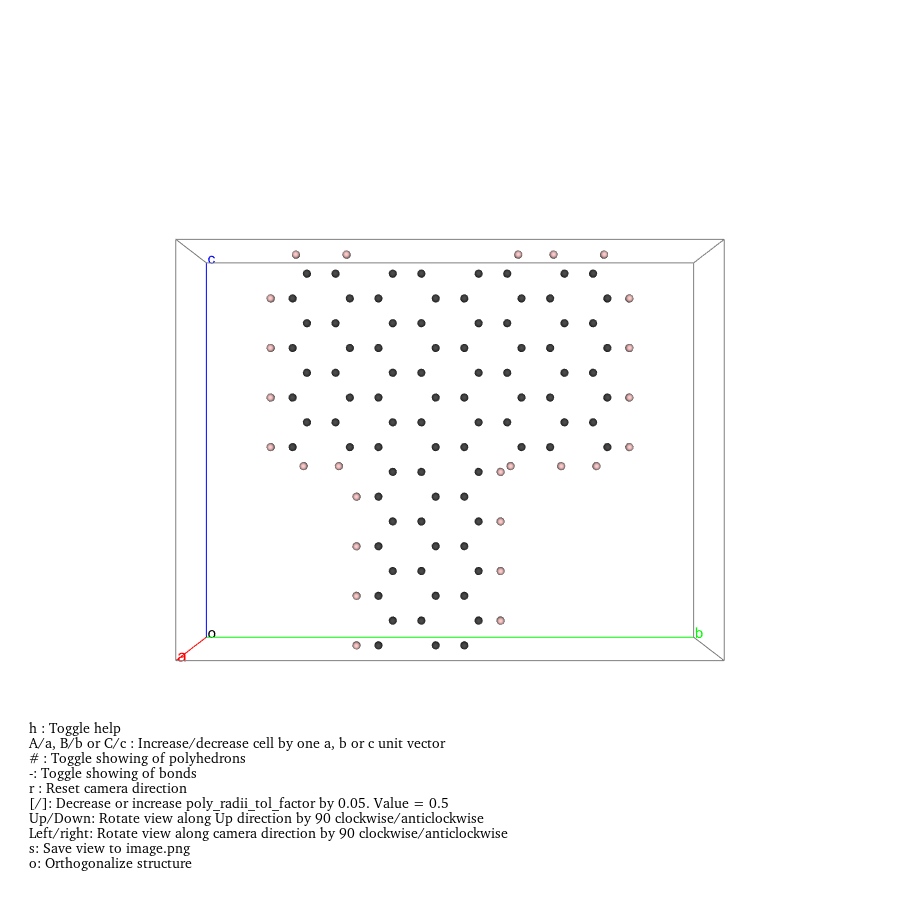 c
o
b
a
h : Toggle help
A/a, B/b or C/c : Increase/decrease cell by one a, b or c unit vector
# : Toggle showing of polyhedrons
-: Toggle showing of bonds
r : Reset camera direction
[/]: Decrease or increase poly_radii_tol_factor by 0.05. Value = 0.5
Up/Down: Rotate view along Up direction by 90 clockwise/anticlockwise
Left/right: Rotate view along camera direction by 90 clockwise/anticlockwise
s: Save view to image.png
o: Orthogonalize structure